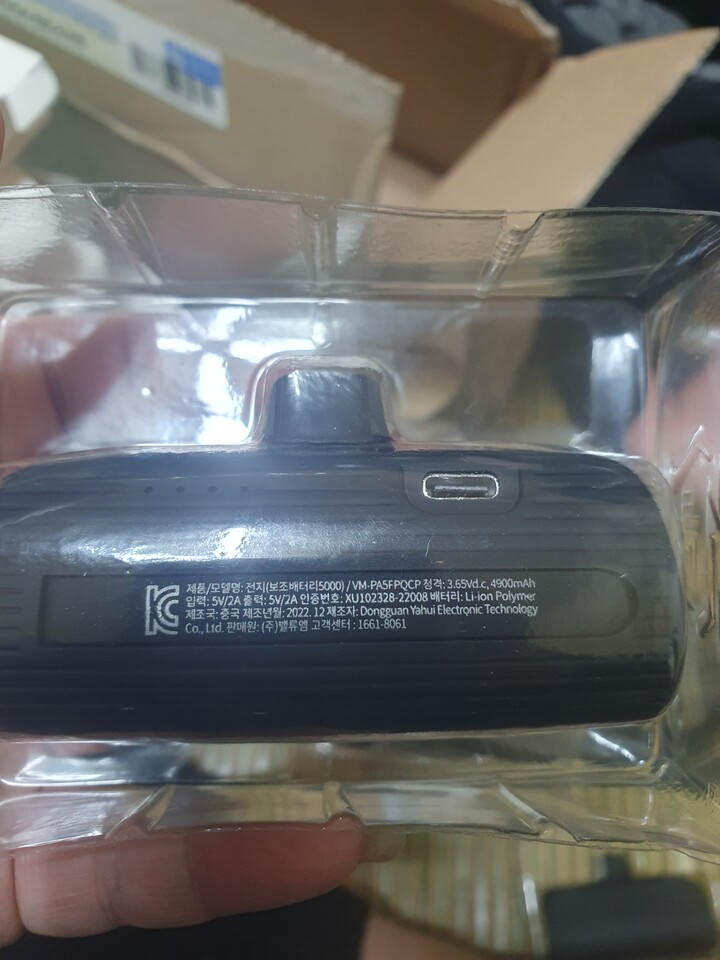 제품/모델명: 전지(보조배터리5000) / VM-PA5FPQCP 정격: 3.65Vd.c, 4900mAh
입력: 5V/2A 출력: 5V/2A 인증번호: XU102328-22008 배터리: Li-ion Polymer
제조국: 중국 제조년월: 2022. 12 제조자: Dongguan Yahui Electronic Technology
Co., Ltd. 판매원: (주)밸류엠 고객센터 : 1661-8061